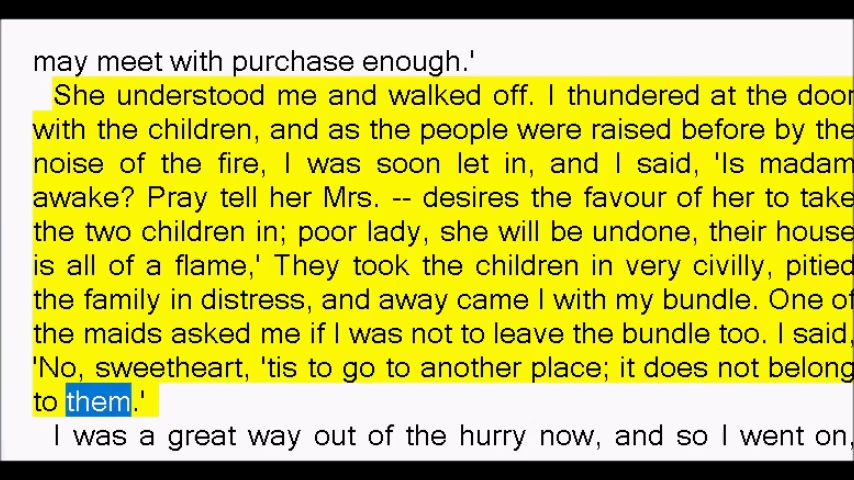 may meet with purchase enough.'
She understood me and walked off. I thundered at the door
with the children, and as the people were raised before by the
noise of the fire, I was soon let in, and I said, 'Is madam
awake? Pray tell her Mrs. -- desires the favour of her to take
the two children in; poor lady, she will be undone, their house
is all of a flame,' They took the children in very civilly, pitied
the family in distress, and away came I with my bundle. One of
the maids asked me if I was not to leave the bundle too. I said,
'No, sweetheart, 'tis to go to another place; it does not belong
to them.'
I was a great way out of the hurry now, and so I went on,